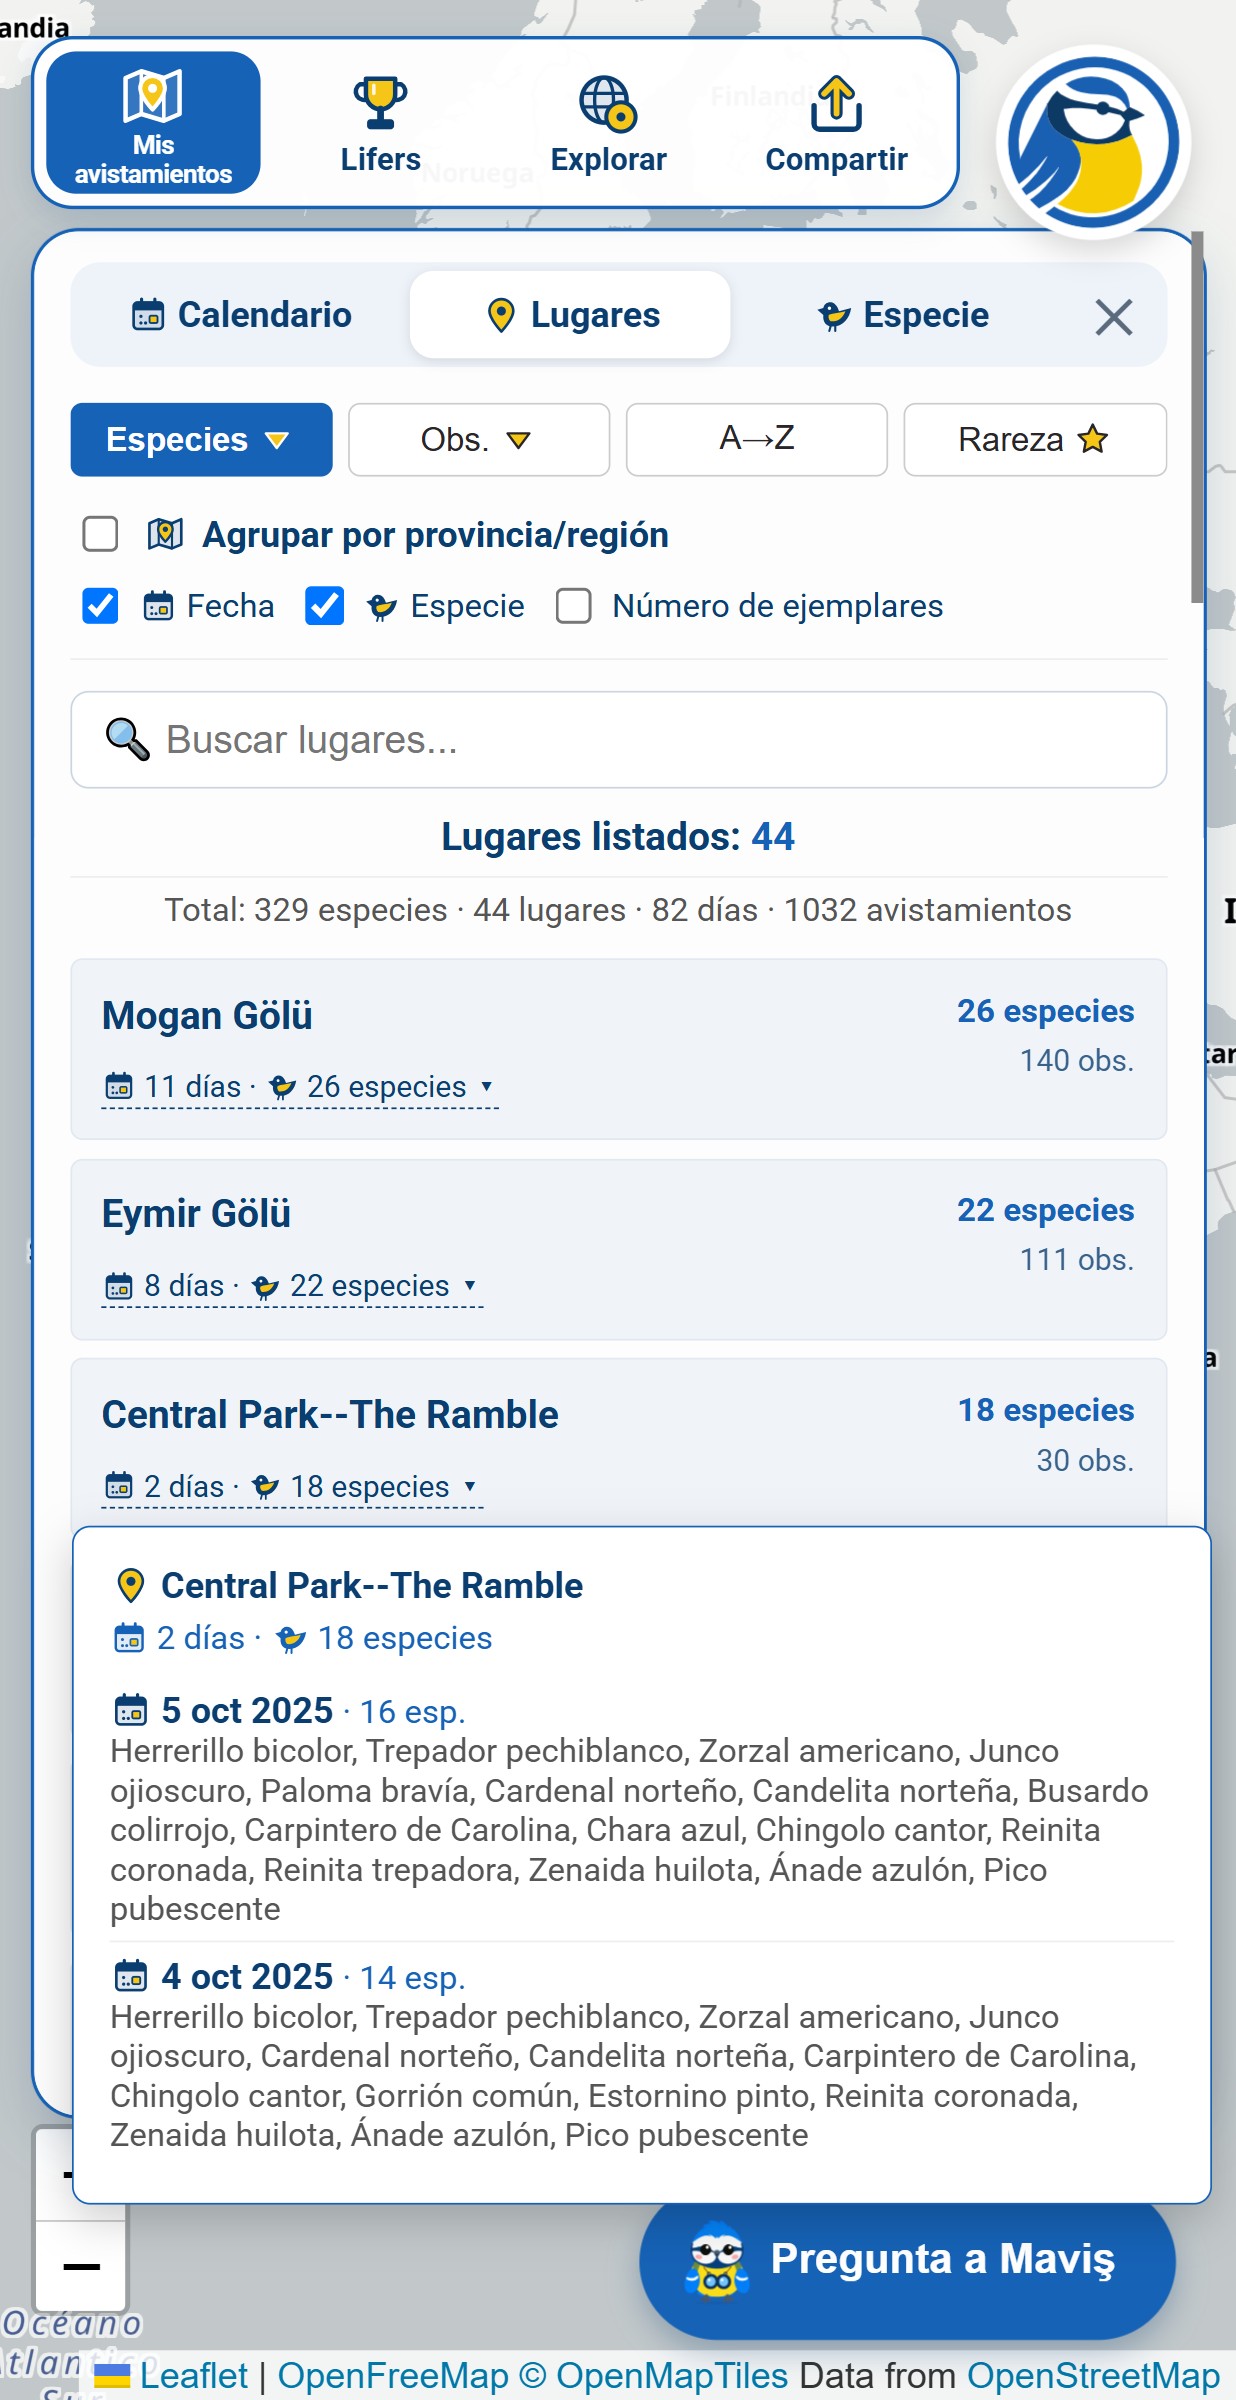 andia
Finlandi
Noruega
Mis
avistamientos
Lifers
Explorar
Compartir
Calendario
Lugares
Especie
Especies
Obs.
A→Z
Rareza
Agrupar por provincia/región
Fecha
Especie
Número de ejemplares
Buscar lugares...
Lugares listados: 44
Total: 329 especies · 44 lugares · 82 días · 1032 avistamientos
Mogan Gölü
26 especies
140 obs.
11 días · 26 especies
Eymir Gölü
22 especies
111 obs.
8 días · 22 especies
Central Park--The Ramble
18 especies
30 obs.
2 días · 18 especies
Central Park--The Ramble
2 días · 18 especies
5 oct 2025 · 16 esp.
Herrerillo bicolor, Trepador pechiblanco, Zorzal americano, Junco
ojioscuro, Paloma bravía, Cardenal norteño, Candelita norteña, Busardo
colirrojo, Carpintero de Carolina, Chara azul, Chingolo cantor, Reinita
coronada, Reinita trepadora, Zenaida huilota, Ánade azulón, Pico
pubescente
4 oct 2025 · 14 esp.
Herrerillo bicolor, Trepador pechiblanco, Zorzal americano, Junco
ojioscuro, Cardenal norteño, Candelita norteña, Carpintero de Carolina,
Chingolo cantor, Gorrión común, Estornino pinto, Reinita coronada,
Zenaida huilota, Ánade azulón, Pico pubescente
Pregunta a Maviş
Océano
Leaflet | OpenFreeMap © OpenMapTiles Data from OpenStreetMap